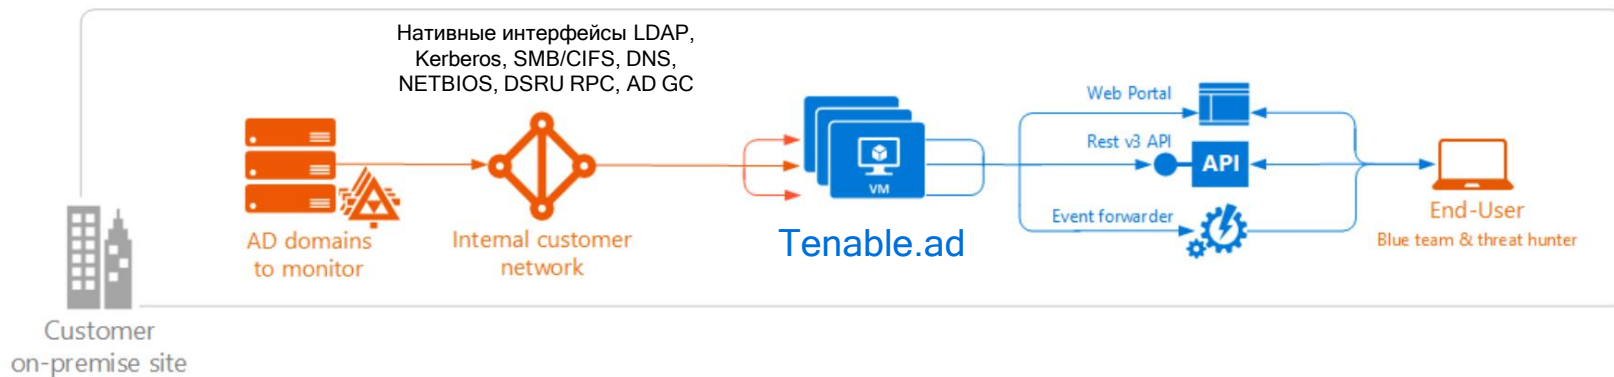 Нативные интерфейсы LDAP,
Kerberos, SMB/CIFS, DNS,
NETBIOS, DSRU RPC, AD GC
AD domains
to monitor
Internal customer
network
VM
Tenable.ad
Web Portal
Rest v3 API
API
Event forwarder
End-User
Blue team & threat hunter
Customer
on-premise site